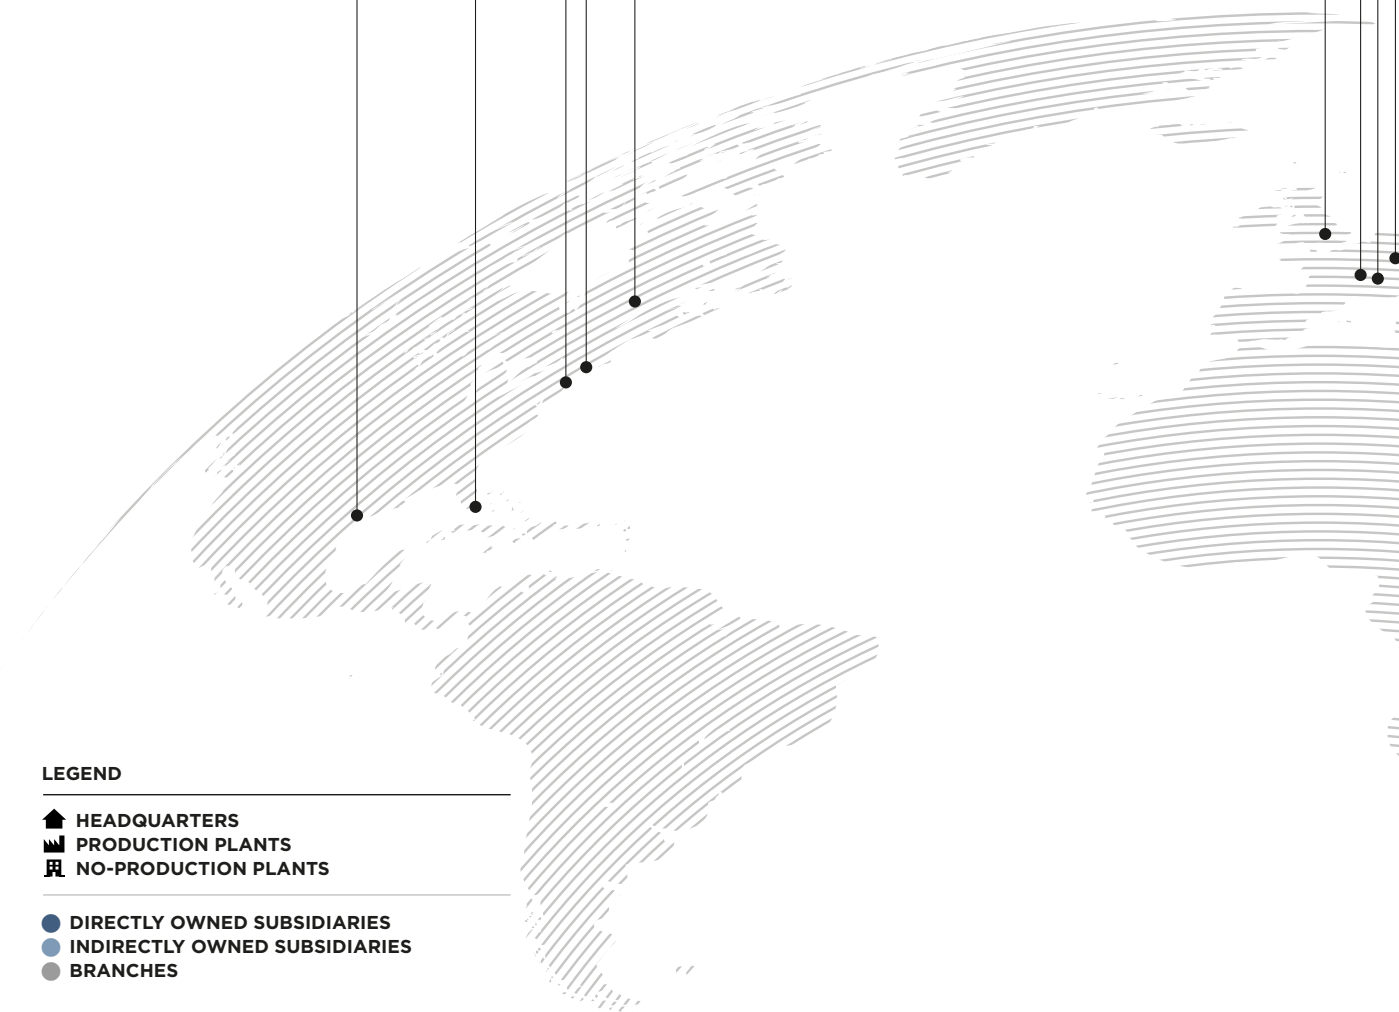 LEGEND
HEADQUARTERS
PRODUCTION PLANTS
NO-PRODUCTION PLANTS
DIRECTLY OWNED SUBSIDIARIES
INDIRECTLY OWNED SUBSIDIARIES
BRANCHES